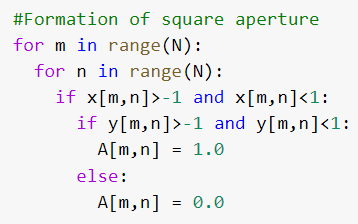 #Formation of square aperture
for m in range(N):
  for n in range(N):
    if x[m,n]>-1 and x[m,n]<1:
      if y[m,n]>-1 and y[m,n]<1:
        A[m,n] = 1.0
      else:
        A[m,n] = 0.0